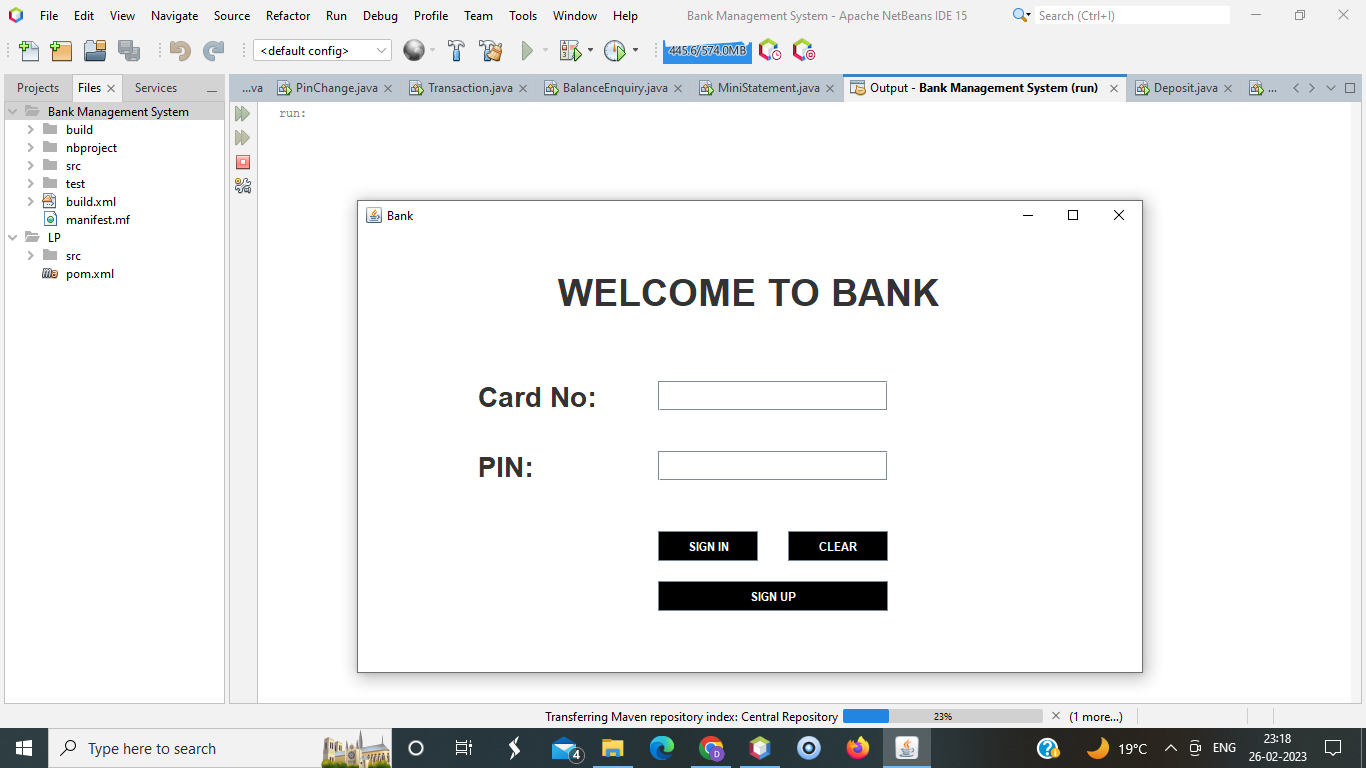 File Edit View Navigate Source Refactor Run Debug Profile Team Tools Window Help Bank Management System - Apache NetBeans IDE 15 Search (Ctrl+I)
<default config> 445.6/574.0MB
Projects Files Services ...va PinChange.java Transaction.java BalanceEnquiry.java MiniStatement.java Output - Bank Management System (run) Deposit.java ...
Bank Management System
build
nbproject
src
test
build.xml
manifest.mf
LP
src
pom.xml
run:
Bank
WELCOME TO BANK
Card No:
PIN:
SIGN IN CLEAR
SIGN UP
Transferring Maven repository index: Central Repository 23% (1 more...)
Type here to search 4 D 19°C ENG 23:18
26-02-2023